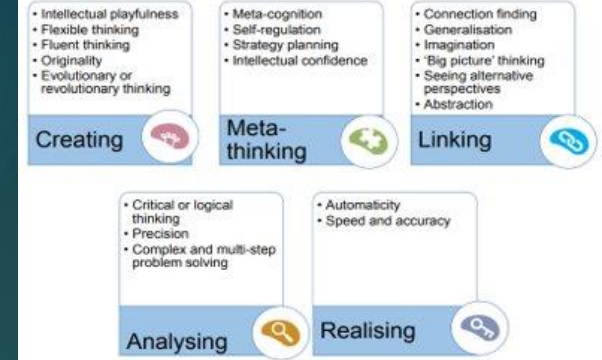 • Intellectual playfulness
• Flexible thinking
• Fluent thinking
• Originality
• Evolutionary or
revolutionary thinking
Creating
• Meta-cognition
• Self-regulation
• Strategy planning
• Intellectual confidence
Meta-
thinking
• Connection finding
• Generalisation
• Imagination
• 'Big picture' thinking
• Seeing alternative
perspectives
• Abstraction
Linking
• Critical or logical
thinking
• Precision
• Complex and multi-step
problem solving
Analysing
• Automaticity
• Speed and accuracy
Realising